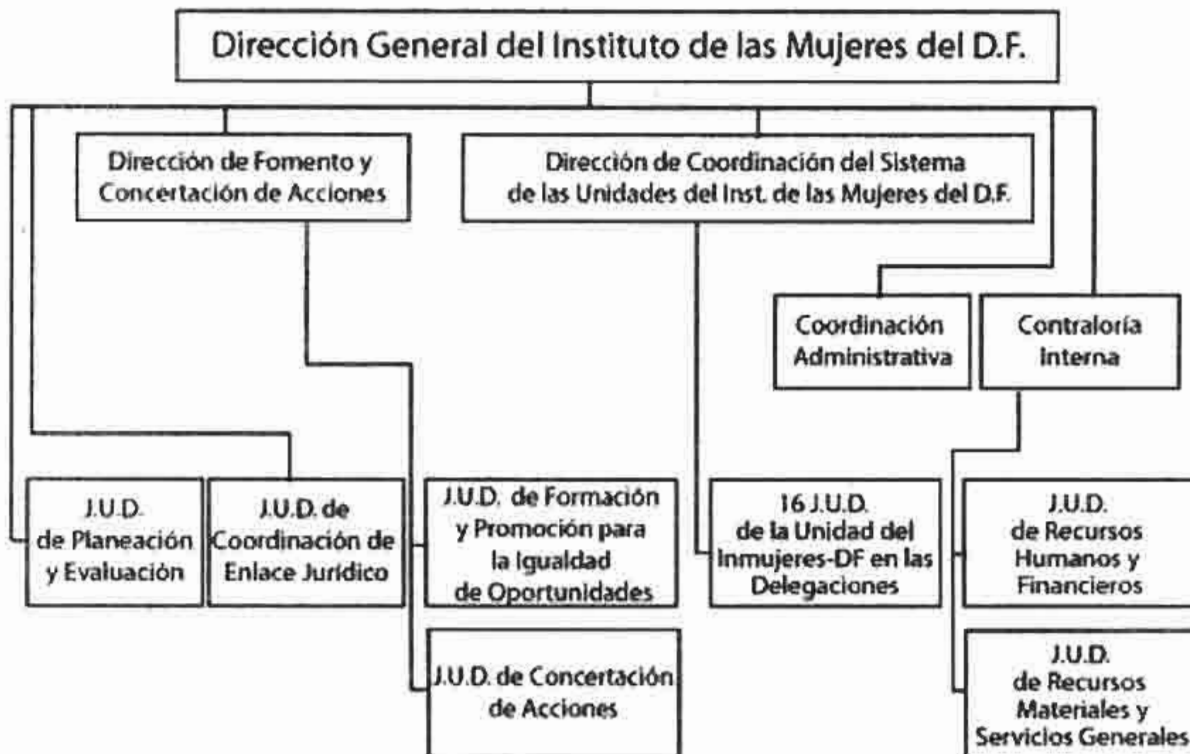 Dirección General del Instituto de las Mujeres del D.F.
Dirección de Fomento y
Concertación de Acciones
Dirección de Coordinación del Sistema
de las Unidades del Inst. de las Mujeres del D.F.
Coordinación
Administrativa
Contraloría
Interna
J.U.D.
de Planeación
y Evaluación
J.U.D. de
Coordinación de
Enlace Jurídico
J.U.D. de Formación
y Promoción para
la Igualdad
de Oportunidades
16 J.U.D.
de la Unidad del
Inmujeres-DF en las
Delegaciones
J.U.D.
de Recursos
Humanos y
Financieros
J.U.D. de Concertación
de Acciones
J.U.D.
de Recursos
Materiales y
Servicios Generales